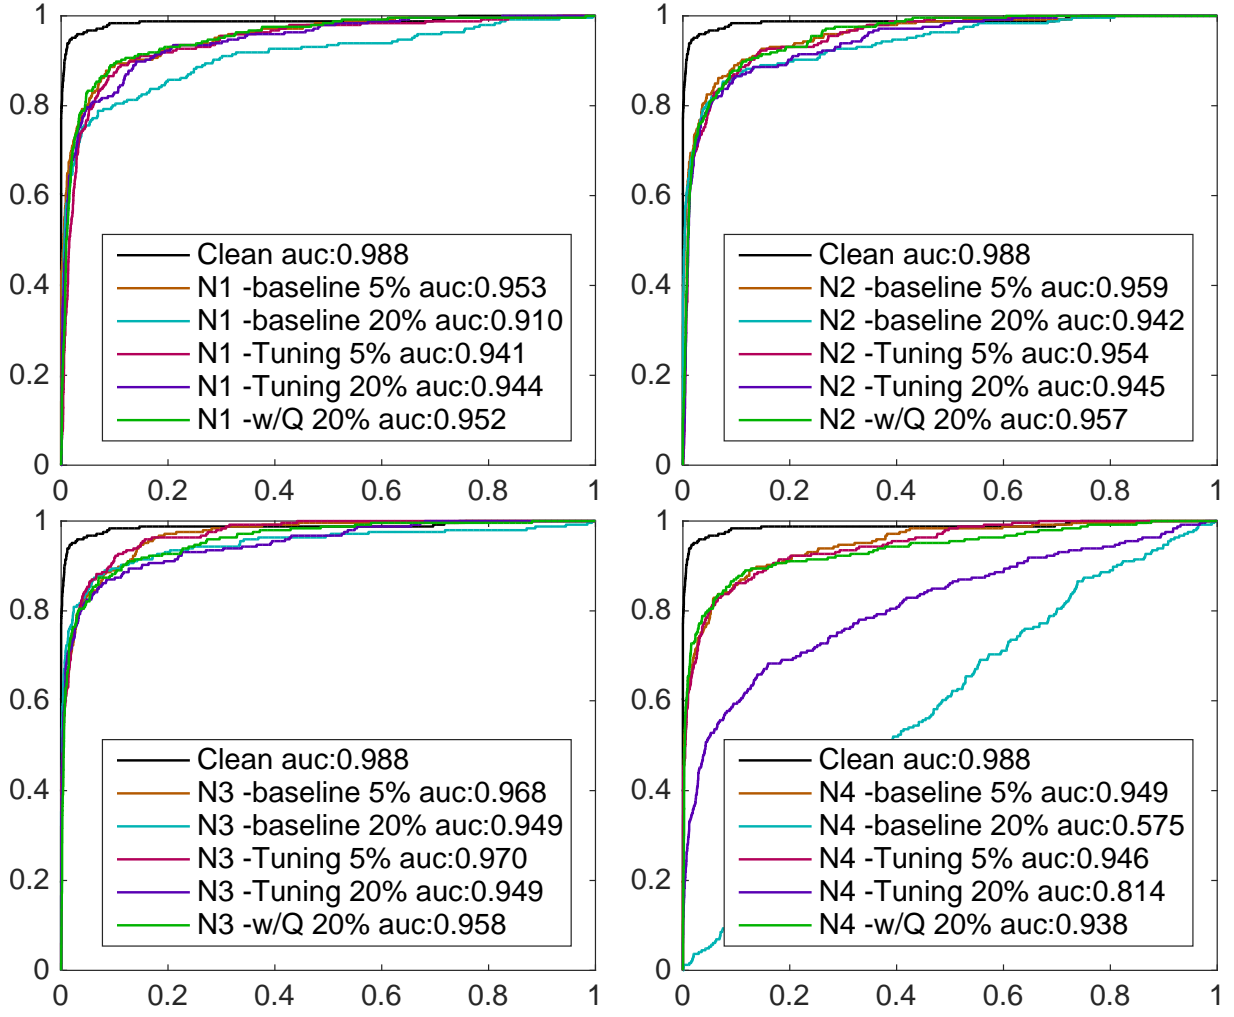 1
0.8
0.6
0.4
0.2
0
0 0.2 0.4 0.6 0.8 1
Clean auc:0.988
N1 -baseline 5% auc:0.953
N1 -baseline 20% auc:0.910
N1 -Tuning 5% auc:0.941
N1 -Tuning 20% auc:0.944
N1 -w/Q 20% auc:0.952
1
0.8
0.6
0.4
0.2
0
0 0.2 0.4 0.6 0.8 1
Clean auc:0.988
N2 -baseline 5% auc:0.959
N2 -baseline 20% auc:0.942
N2 -Tuning 5% auc:0.954
N2 -Tuning 20% auc:0.945
N2 -w/Q 20% auc:0.957
1
0.8
0.6
0.4
0.2
0
0 0.2 0.4 0.6 0.8 1
Clean auc:0.988
N3 -baseline 5% auc:0.968
N3 -baseline 20% auc:0.949
N3 -Tuning 5% auc:0.970
N3 -Tuning 20% auc:0.949
N3 -w/Q 20% auc:0.958
1
0.8
0.6
0.4
0.2
0
0 0.2 0.4 0.6 0.8 1
Clean auc:0.988
N4 -baseline 5% auc:0.949
N4 -baseline 20% auc:0.575
N4 -Tuning 5% auc:0.946
N4 -Tuning 20% auc:0.814
N4 -w/Q 20% auc:0.938